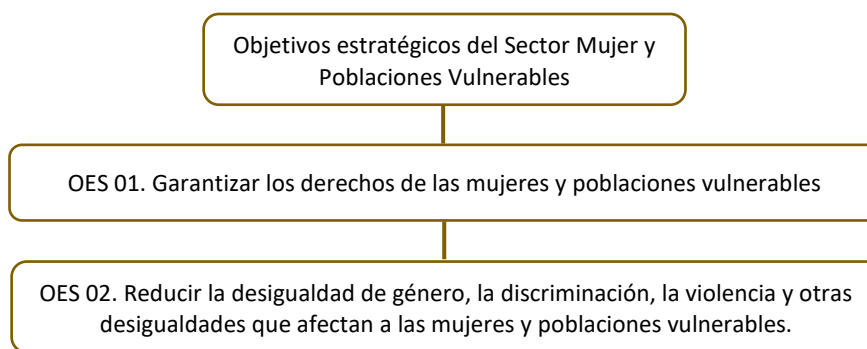 Objetivos estratégicos del Sector Mujer y
Poblaciones Vulnerables
OES 01. Garantizar los derechos de las mujeres y poblaciones vulnerables
OES 02. Reducir la desigualdad de género, la discriminación, la violencia y otras
desigualdades que afectan a las mujeres y poblaciones vulnerables.